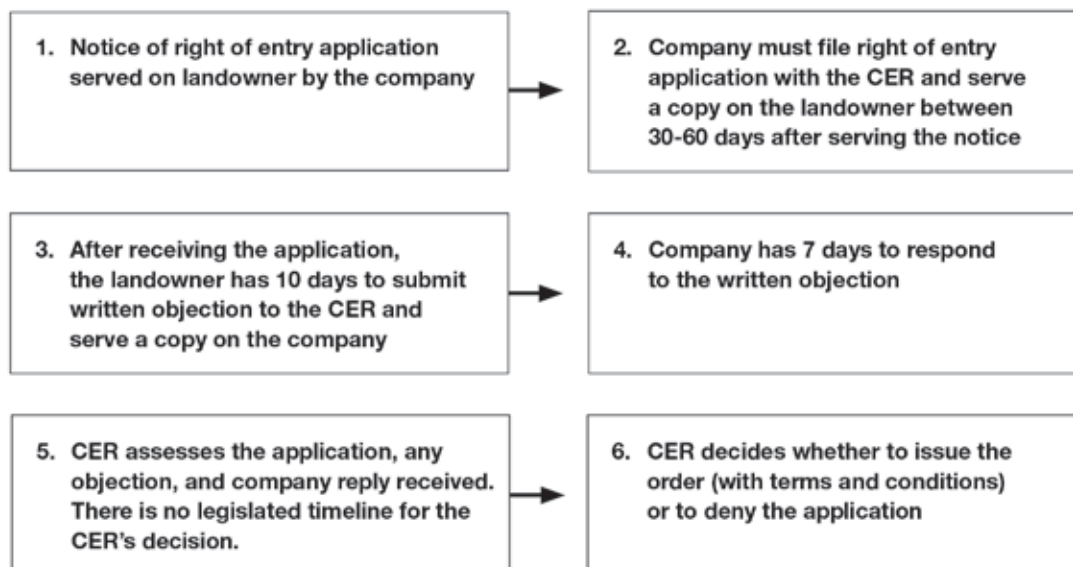 1. Notice of right of entry application
served on landowner by the company
2. Company must file right of entry
application with the CER and serve
a copy on the landowner between
30-60 days after serving the notice
3. After receiving the application,
the landowner has 10 days to submit
written objection to the CER and
serve a copy on the company
4. Company has 7 days to respond
to the written objection
5. CER assesses the application, any
objection, and company reply received.
There is no legislated timeline for the
CER's decision.
6. CER decides whether to issue the
order (with terms and conditions)
or to deny the application